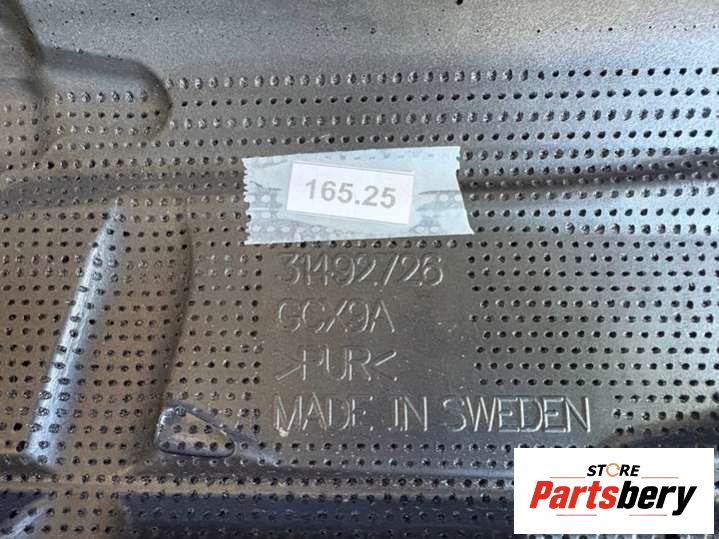 165.25
31492726
GCX9A
>PUR<
MADE IN SWEDEN
STORE
Partsbery